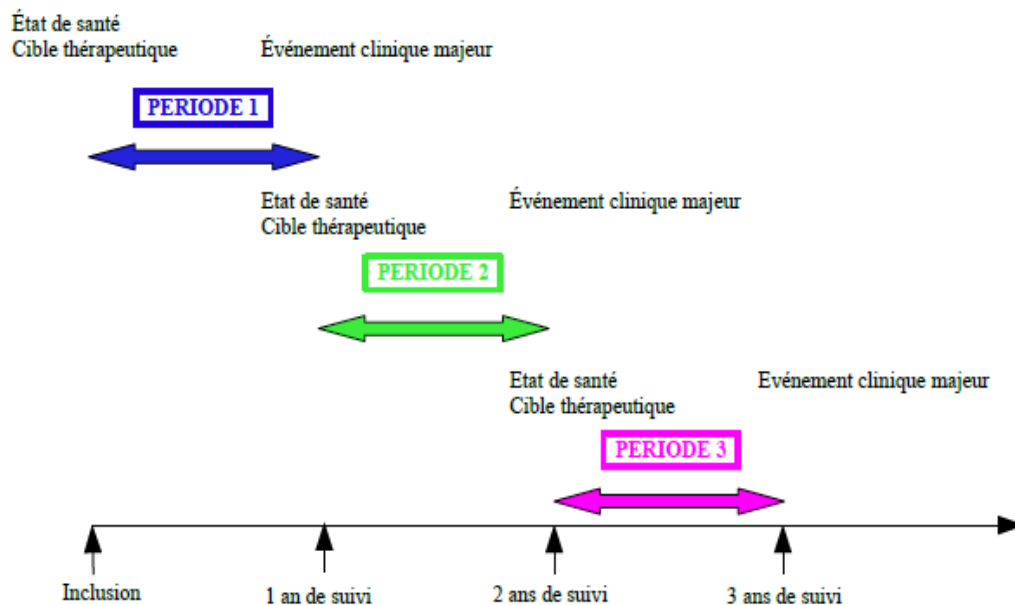 État de santé
Cible thérapeutique
Événement clinique majeur
PERIODE 1
Etat de santé
Cible thérapeutique
Événement clinique majeur
PERIODE 2
Etat de santé
Cible thérapeutique
Evénement clinique majeur
PERIODE 3
Inclusion
1 an de suivi
2 ans de suivi
3 ans de suivi